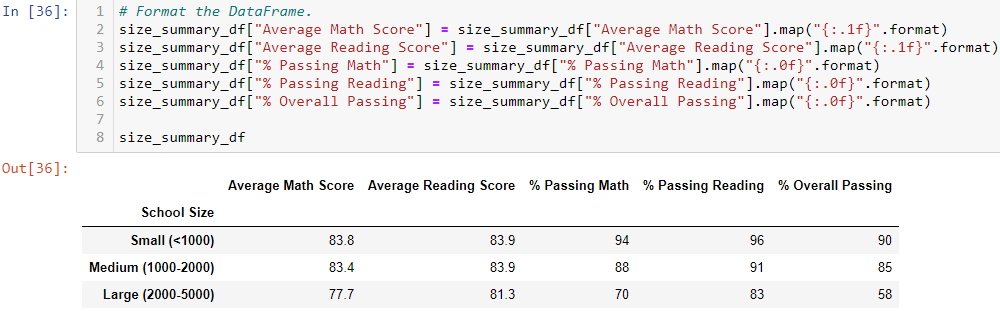 In [36]:
1 # Format the DataFrame.
2 size_summary_df["Average Math Score"] = size_summary_df["Average Math Score"].map("{:.1f}".format)
3 size_summary_df["Average Reading Score"] = size_summary_df["Average Reading Score"].map("{:.1f}".format)
4 size_summary_df["% Passing Math"] = size_summary_df["% Passing Math"].map("{:.0f}".format)
5 size_summary_df["% Passing Reading"] = size_summary_df["% Passing Reading"].map("{:.0f}".format)
6 size_summary_df["% Overall Passing"] = size_summary_df["% Overall Passing"].map("{:.0f}".format)
7
8 size_summary_df
Out[36]:
Average Math Score Average Reading Score % Passing Math % Passing Reading % Overall Passing
School Size
Small (<1000) 83.8 83.9 94 96 90
Medium (1000-2000) 83.4 83.9 88 91 85
Large (2000-5000) 77.7 81.3 70 83 58